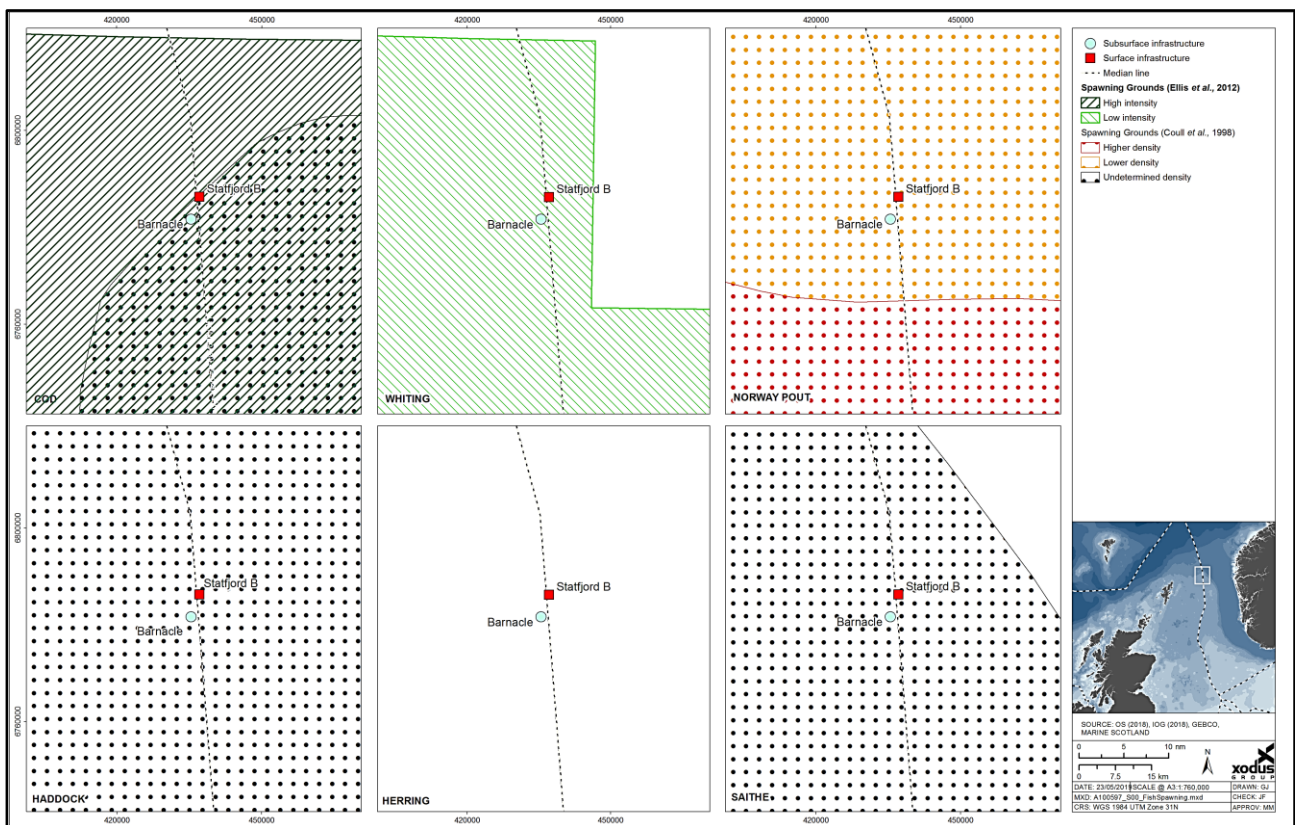 420000 450000 420000 450000 420000 450000
6800000
6760000
Statfjord B
Barnacle
COD
Statfjord B
Barnacle
WHITING
Statfjord B
Barnacle
NORWAY POUT
6800000
6760000
Statfjord B
Barnacle
HADDOCK
Statfjord B
Barnacle
HERRING
Statfjord B
Barnacle
SAITHE
420000 450000 420000 450000 420000 450000
Subsurface infrastructure
Surface infrastructure
Median line
Spawning Grounds (Ellis et al., 2012)
High intensity
Low intensity
Spawning Grounds (Coull et al., 1998)
Higher density
Lower density
Undetermined density
SOURCE: OS (2018), IOG (2018), GEBCO,
MARINE SCOTLAND
0 5 10 nm
N
0 7.5 15 km
xodus
GROUP
DATE: 23/05/2019 SCALE @ A3:1:760,000 DRAWN: GJ
MXD: A100597_S00_FishSpawning.mxd CHECK: JF
CRS: WGS 1984 UTM Zone 31N APPROV: MM